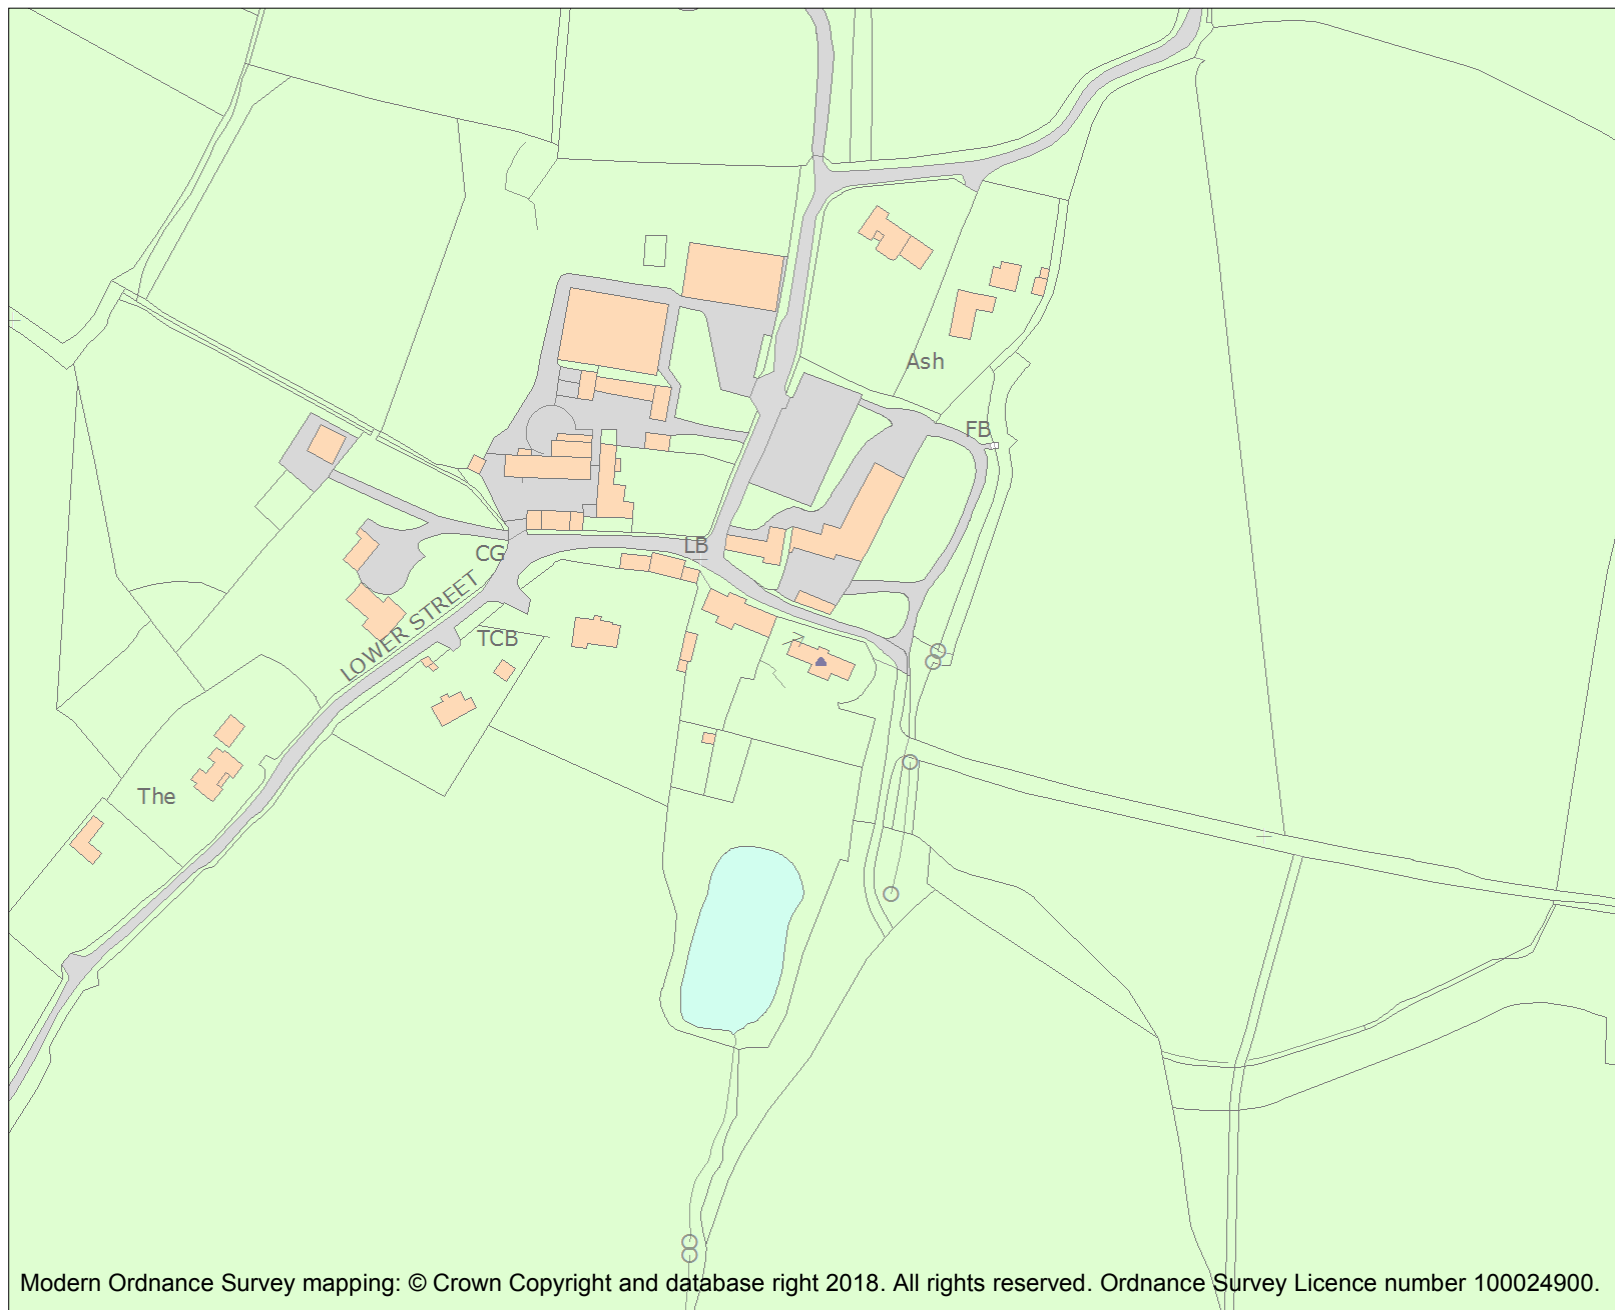 Ash
FB
LB
CG
LOWER STREET
TCB
The
Modern Ordnance Survey mapping: © Crown Copyright and database right 2018. All rights reserved. Ordnance Survey Licence number 100024900.